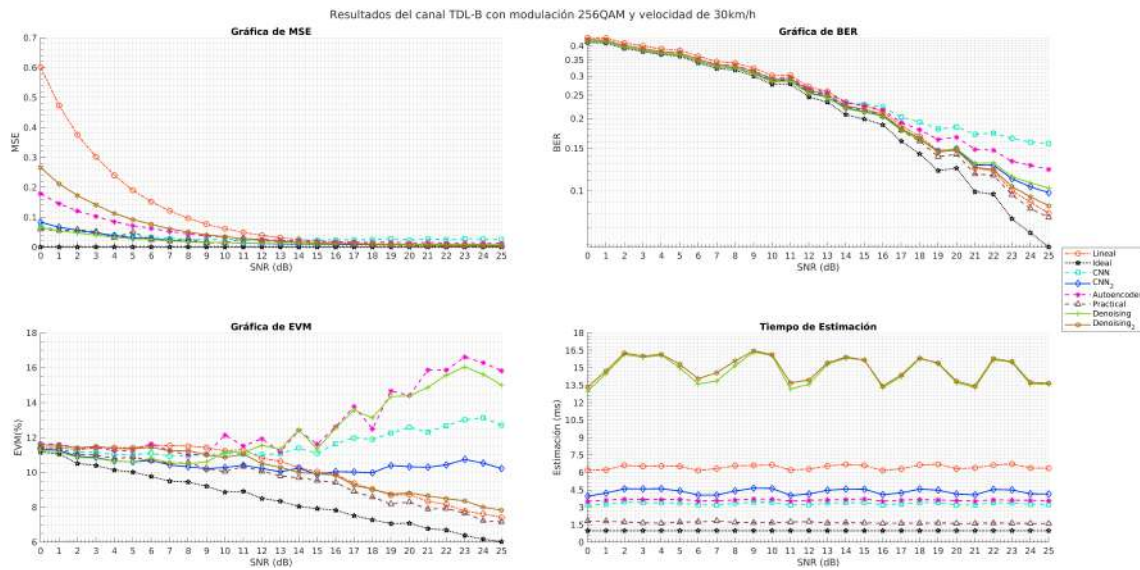 Resultados del canal TDL-B con modulación 256QAM y velocidad de 30km/h
Gráfica de MSE
0.7
0.6
0.5
0.4
0.3
0.2
0.1
0
MSE
0 1 2 3 4 5 6 7 8 9 10 11 12 13 14 15 16 17 18 19 20 21 22 23 24 25
SNR (dB)
Gráfica de BER
0.4
0.3
0.25
0.2
0.15
0.1
BER
0 1 2 3 4 5 6 7 8 9 10 11 12 13 14 15 16 17 18 19 20 21 22 23 24 25
SNR (dB)
Lineal
Ideal
CNN
CNN2
Autoencoder
Practical
Denoising
Denoising2
Gráfica de EVM
18
16
14
12
10
8
6
EVM(%)
0 1 2 3 4 5 6 7 8 9 10 11 12 13 14 15 16 17 18 19 20 21 22 23 24 25
SNR (dB)
Tiempo de Estimación
18
16.5
15
13.5
12
10.5
9
7.5
6
4.5
3
1.5
0
Estimación (ms)
0 1 2 3 4 5 6 7 8 9 10 11 12 13 14 15 16 17 18 19 20 21 22 23 24 25
SNR (dB)